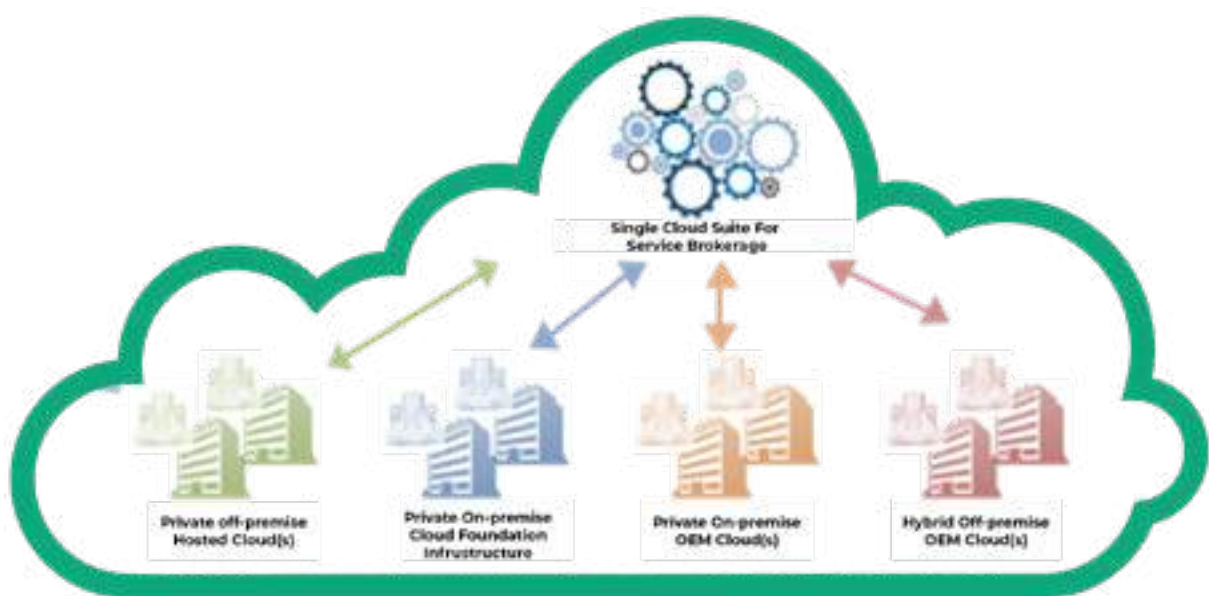 Single Cloud Suite For
Service Brokerage
Private off-premise
Hosted Cloud(s)
Private On-premise
Cloud Foundation
Infrustructure
Private On-premise
OEM Cloud(s)
Hybrid Off-premise
OEM Cloud(s)